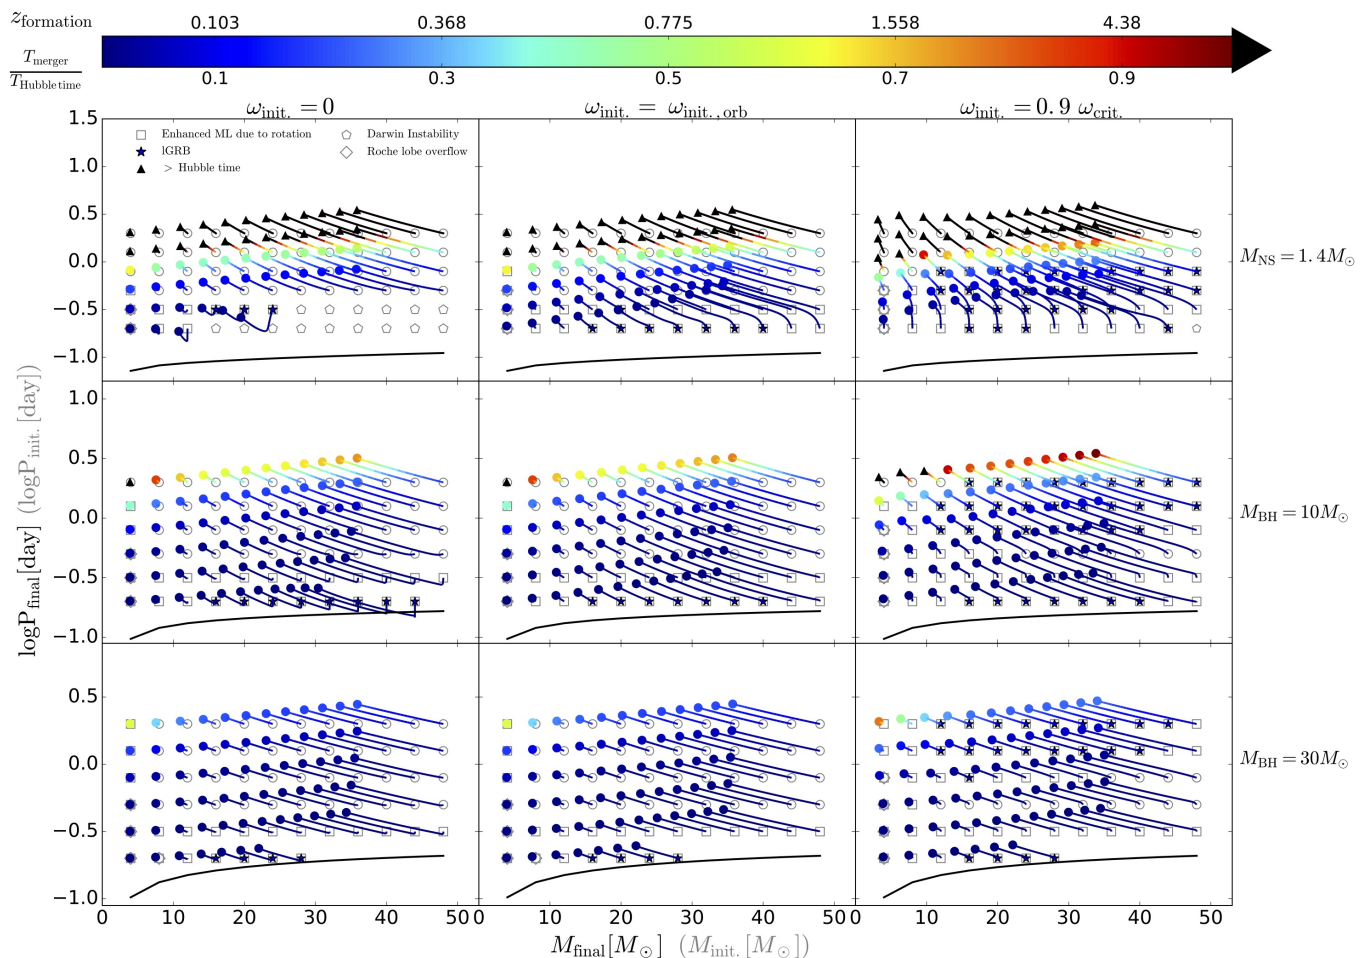 z_formation 0.103 0.368 0.775 1.558 4.38
T_merger / T_Hubble time 0.1 0.3 0.5 0.7 0.9
ω_init. = 0 ω_init. = ω_init.,orb ω_init. = 0.9 ω_crit.
Enhanced ML due to rotation Darwin Instability
lGRB Roche lobe overflow
> Hubble time
1.5
1.0
0.5
0.0
−0.5
−1.0
M_NS = 1.4M_⊙
1.0
0.5
0.0
−0.5
−1.0
M_BH = 10M_⊙
0.5
0.0
−0.5
−1.0
M_BH = 30M_⊙
logP_final[day] (logP_init.[day])
0 10 20 30 40 50 10 20 30 40 50 0 10 20 30 40 50
M_final[M_⊙] (M_init.[M_⊙])